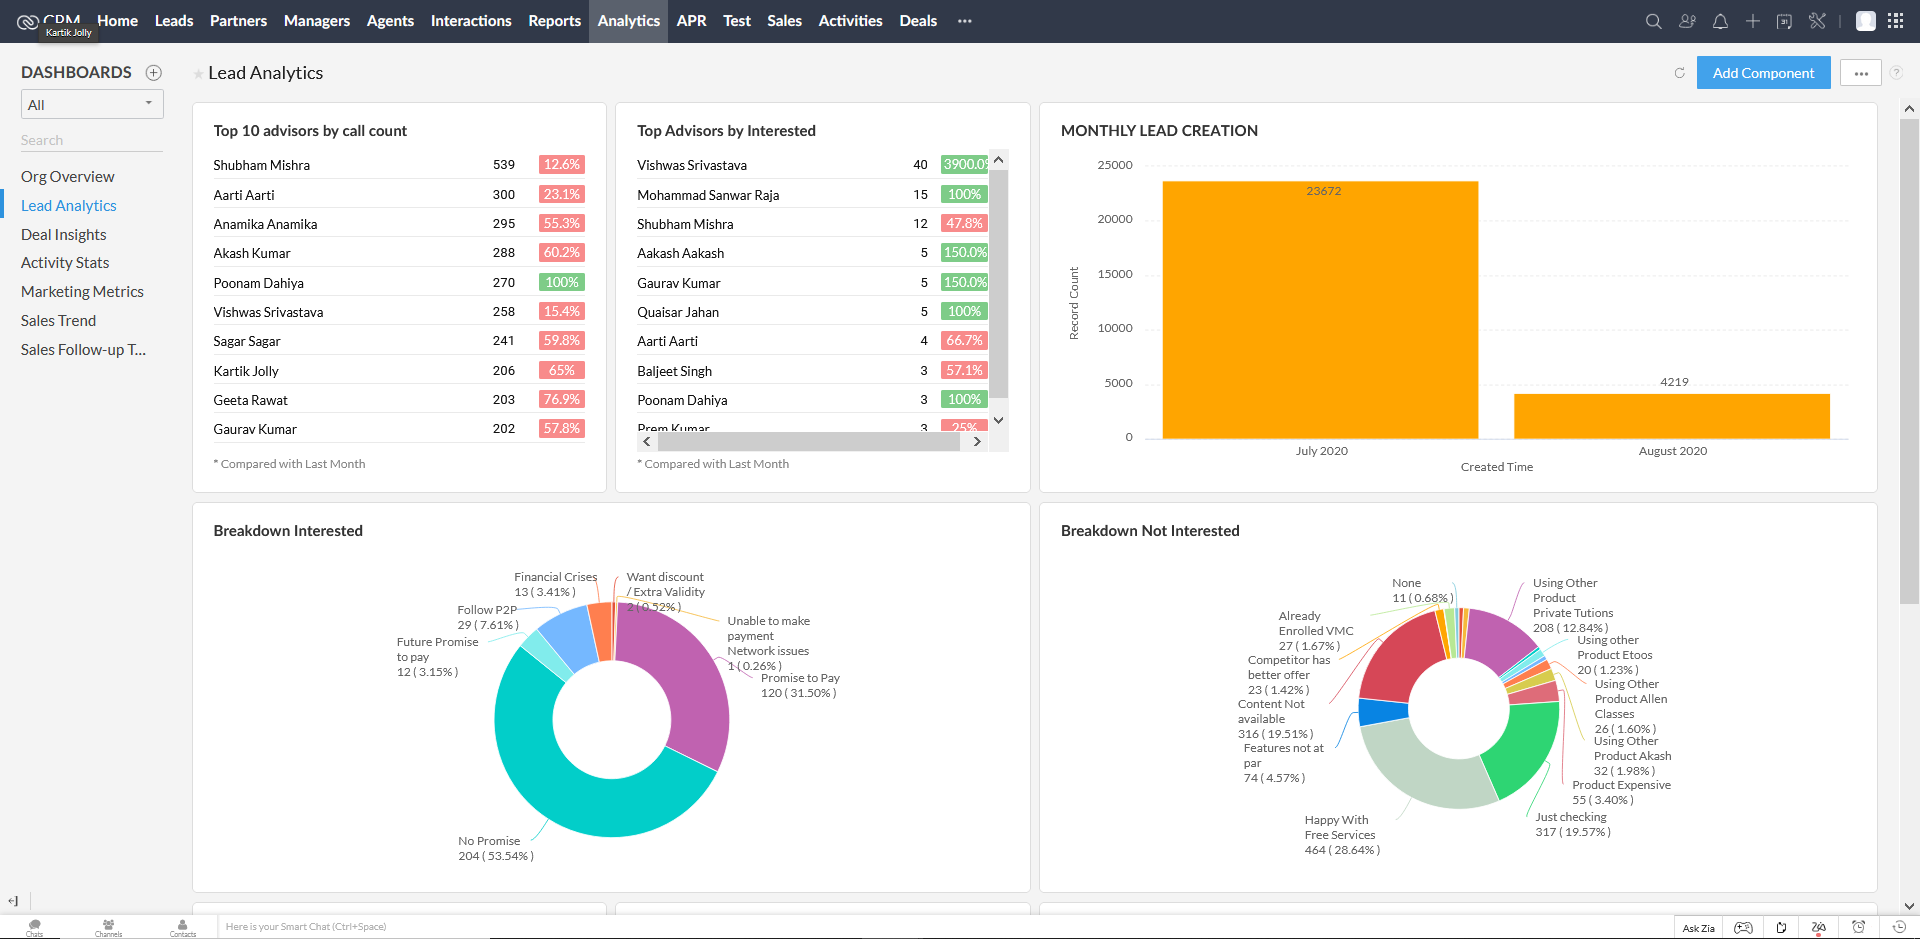 CRM Home Leads Partners Managers Agents Interactions Reports Analytics APR Test Sales Activities Deals ...
Kartik Jolly
DASHBOARDS
All
Search
Org Overview
Lead Analytics
Deal Insights
Activity Stats
Marketing Metrics
Sales Trend
Sales Follow-up T...
Lead Analytics
Add Component
...
?
Top 10 advisors by call count
Shubham Mishra 539 12.6%
Aarti Aarti 300 23.1%
Anamika Anamika 295 55.3%
Akash Kumar 288 60.2%
Poonam Dahiya 270 100%
Vishwas Srivastava 258 15.4%
Sagar Sagar 241 59.8%
Kartik Jolly 206 65%
Geeta Rawat 203 76.9%
Gaurav Kumar 202 57.8%
* Compared with Last Month
Top Advisors by Interested
Vishwas Srivastava 40 3900.0%
Mohammad Sanwar Raja 15 100%
Shubham Mishra 12 47.8%
Aakash Aakash 5 150.0%
Gaurav Kumar 5 150.0%
Quaisar Jahan 5 100%
Aarti Aarti 4 66.7%
Baljeet Singh 3 57.1%
Poonam Dahiya 3 100%
Prem Kumar 3 25%
* Compared with Last Month
MONTHLY LEAD CREATION
25000
20000
15000
10000
5000
0
Record Count
23672
4219
July 2020
August 2020
Created Time
Breakdown Interested
Financial Crises
13 ( 3.41% )
Want discount
/ Extra Validity
2 ( 0.52% )
Follow P2P
29 ( 7.61% )
Unable to make
payment
Network issues
1 ( 0.26% )
Future Promise
to pay
12 ( 3.15% )
Promise to Pay
120 ( 31.50% )
No Promise
204 ( 53.54% )
Breakdown Not Interested
None
11 ( 0.68% )
Using Other
Product
Private Tutions
208 ( 12.84% )
Already
Enrolled VMC
27 ( 1.67% )
Using other
Product Etoos
20 ( 1.23% )
Competitor has
better offer
23 ( 1.42% )
Using Other
Product Allen
Classes
26 ( 1.60% )
Content Not
available
316 ( 19.51% )
Using Other
Product Akash
32 ( 1.98% )
Features not at
par
74 ( 4.57% )
Product Expensive
55 ( 3.40% )
Just checking
317 ( 19.57% )
Happy With
Free Services
464 ( 28.64% )
Chats
Channels
Contacts
Here is your Smart Chat (Ctrl+Space)
Ask Zia